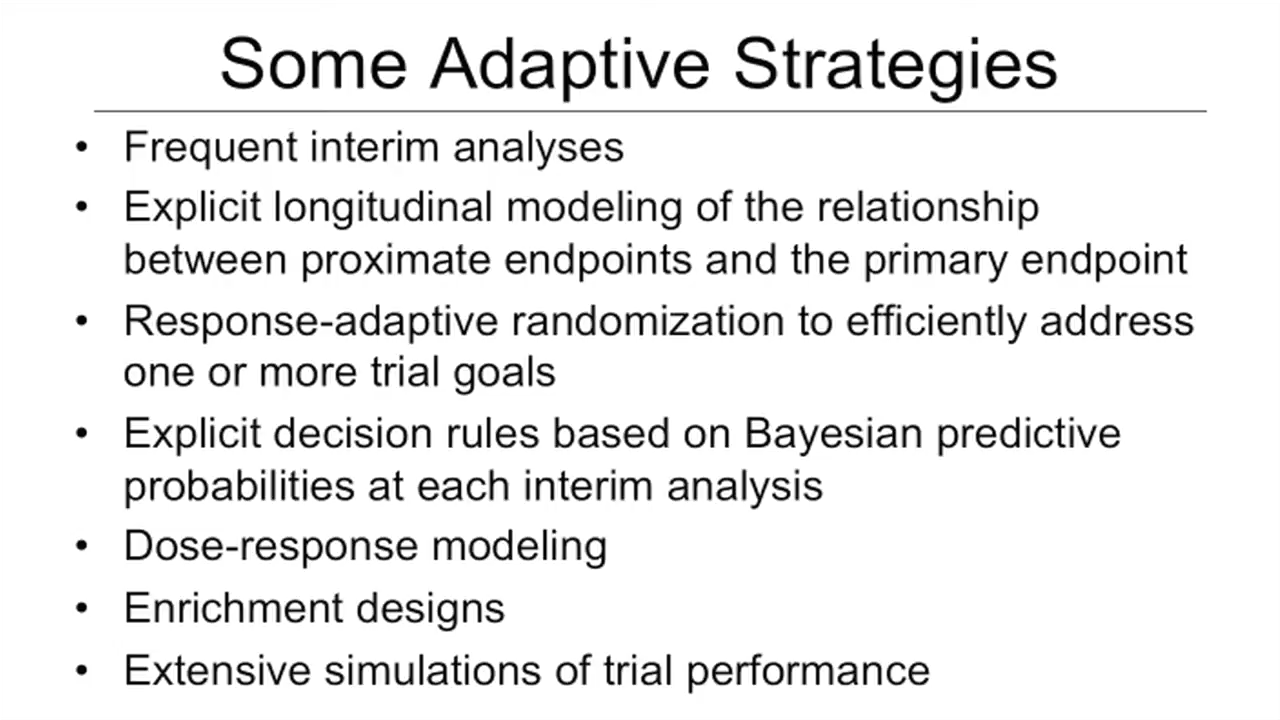 Some Adaptive Strategies
• Frequent interim analyses
• Explicit longitudinal modeling of the relationship
between proximate endpoints and the primary endpoint
• Response-adaptive randomization to efficiently address
one or more trial goals
• Explicit decision rules based on Bayesian predictive
probabilities at each interim analysis
• Dose-response modeling
• Enrichment designs
• Extensive simulations of trial performance